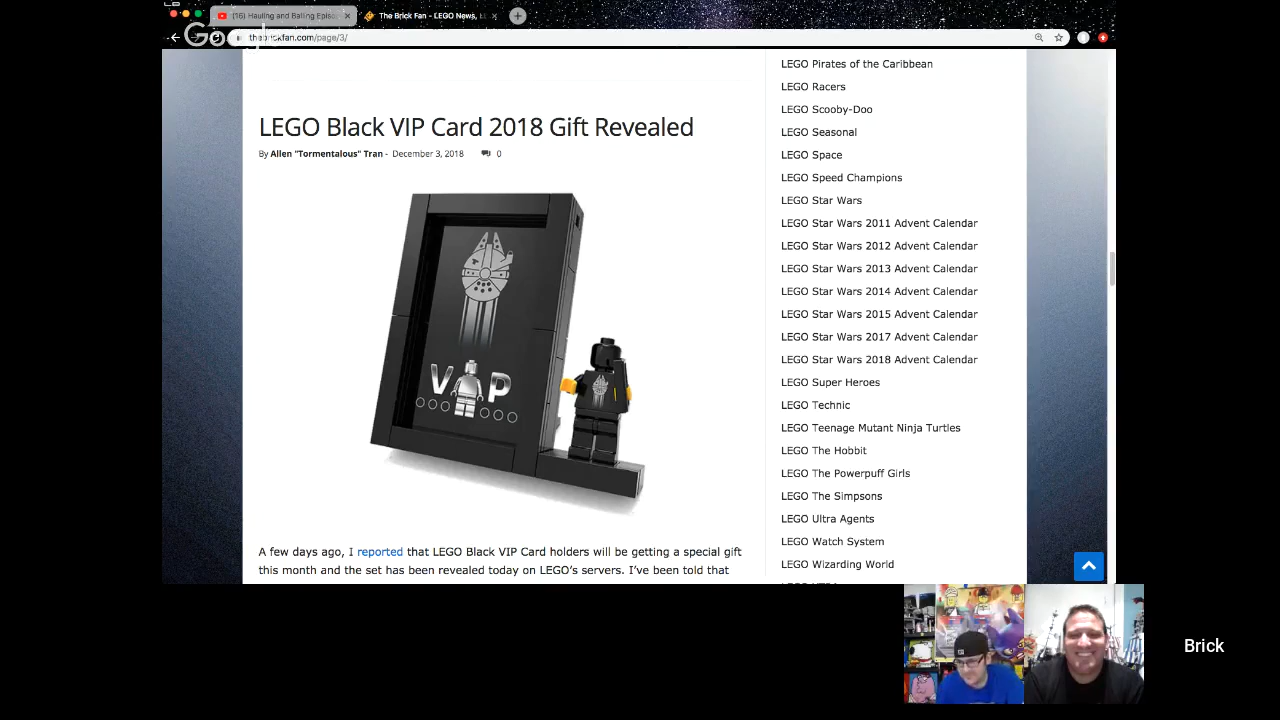 (16) Hauling and Balling Episo
The Brick Fan - LEGO News, L
Google
thebrickfan.com/page/3/
LEGO Black VIP Card 2018 Gift Revealed
By Allen "Tormentalous" Tran - December 3, 2018 0
VIP
A few days ago, I reported that LEGO Black VIP Card holders will be getting a special gift
this month and the set has been revealed today on LEGO's servers. I've been told that
LEGO Pirates of the Caribbean
LEGO Racers
LEGO Scooby-Doo
LEGO Seasonal
LEGO Space
LEGO Speed Champions
LEGO Star Wars
LEGO Star Wars 2011 Advent Calendar
LEGO Star Wars 2012 Advent Calendar
LEGO Star Wars 2013 Advent Calendar
LEGO Star Wars 2014 Advent Calendar
LEGO Star Wars 2015 Advent Calendar
LEGO Star Wars 2017 Advent Calendar
LEGO Star Wars 2018 Advent Calendar
LEGO Super Heroes
LEGO Technic
LEGO Teenage Mutant Ninja Turtles
LEGO The Hobbit
LEGO The Powerpuff Girls
LEGO The Simpsons
LEGO Ultra Agents
LEGO Watch System
LEGO Wizarding World
Brick